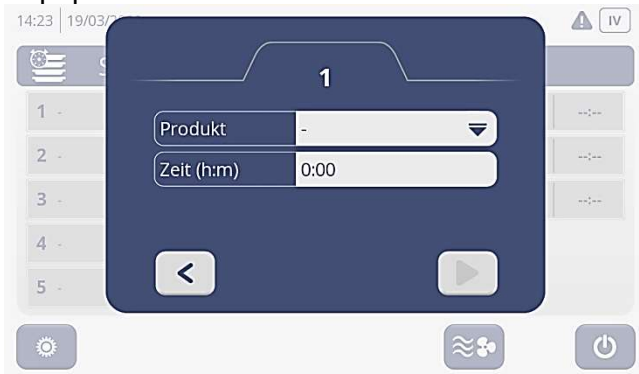 14:23 19/03/ IV
S
1
1 - --:--
Produkt -
2 - --:--
Zeit (h:m) 0:00
3 - --:--
4 -
5 -